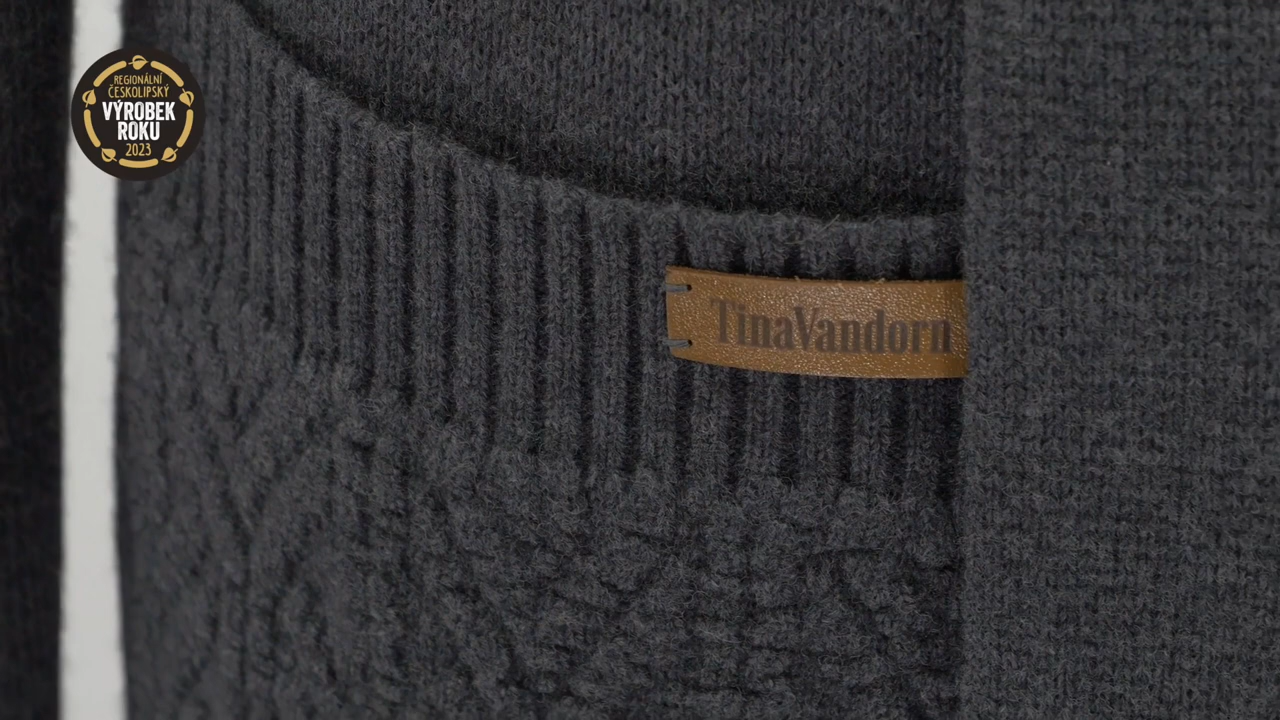 REGIONÁLNÍ
ČESKOLIPSKÝ
VÝROBEK
ROKU
2023
TinaVandorn